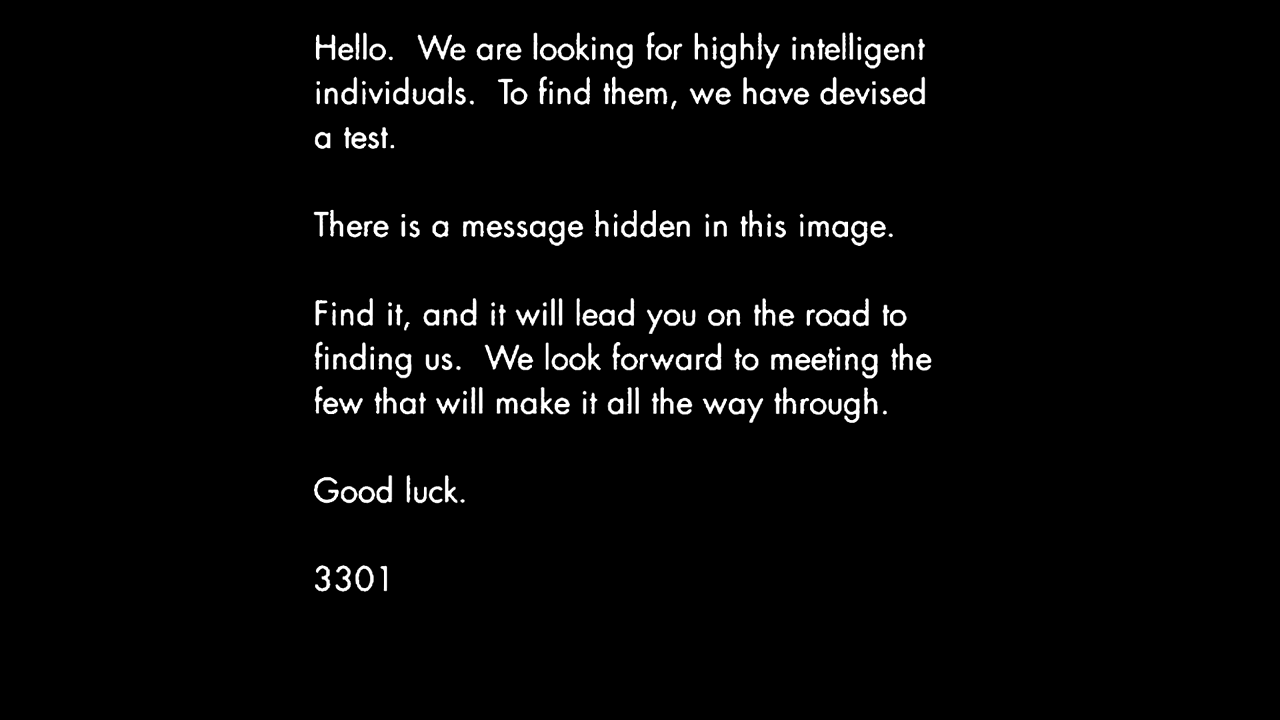 Hello.  We are looking for highly intelligent
individuals.  To find them, we have devised
a test.
There is a message hidden in this image.
Find it, and it will lead you on the road to
finding us.  We look forward to meeting the
few that will make it all the way through.
Good luck.
3301